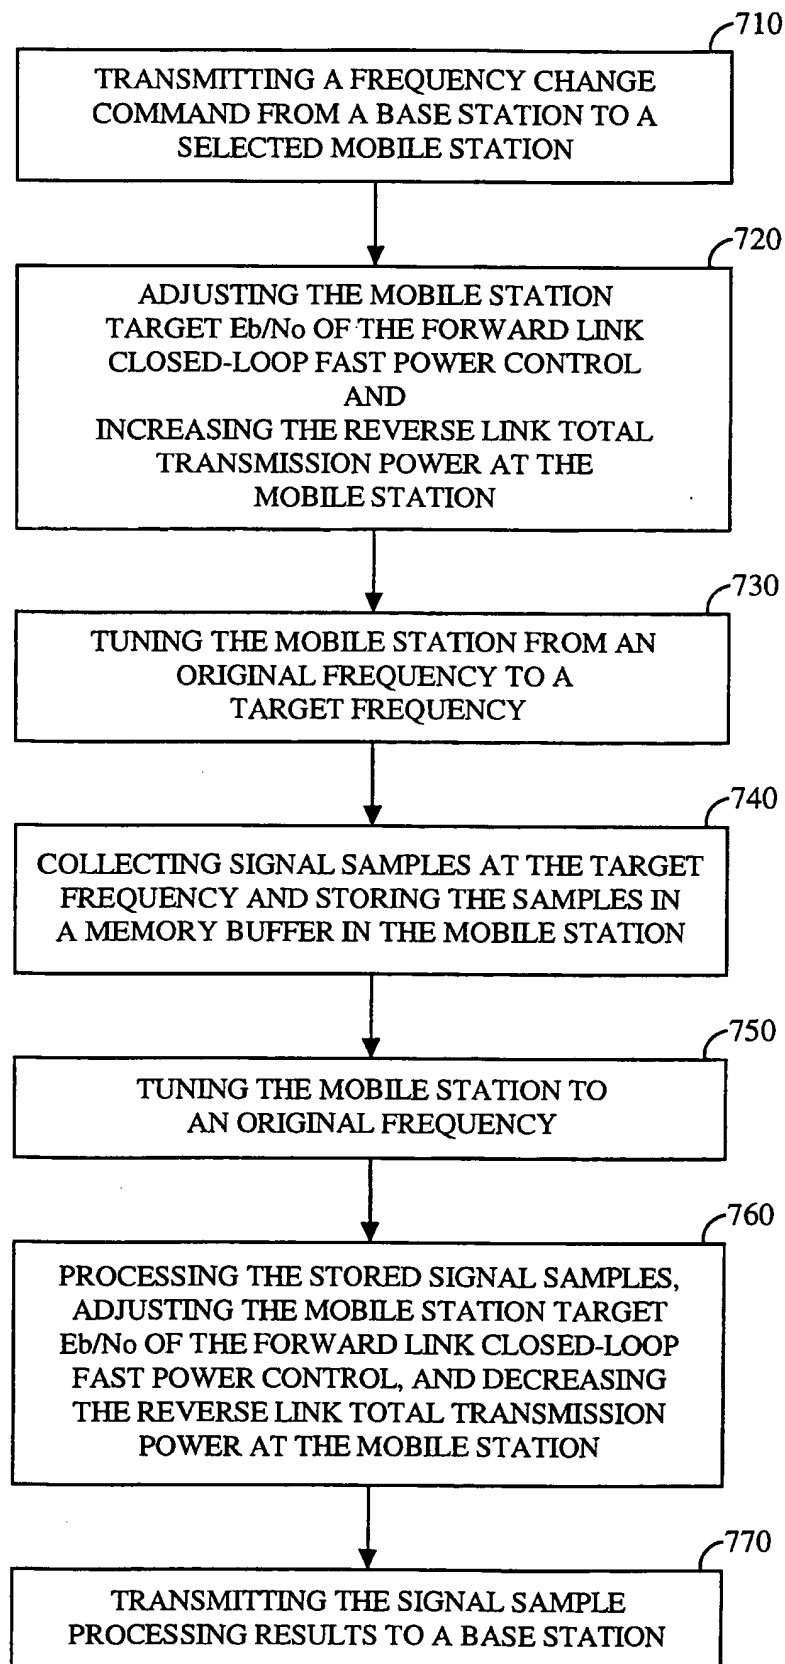 710
TRANSMITTING A FREQUENCY CHANGE
COMMAND FROM A BASE STATION TO A
SELECTED MOBILE STATION
720
ADJUSTING THE MOBILE STATION
TARGET Eb/No OF THE FORWARD LINK
CLOSED-LOOP FAST POWER CONTROL
AND
INCREASING THE REVERSE LINK TOTAL
TRANSMISSION POWER AT THE
MOBILE STATION
730
TUNING THE MOBILE STATION FROM AN
ORIGINAL FREQUENCY TO A
TARGET FREQUENCY
740
COLLECTING SIGNAL SAMPLES AT THE TARGET
FREQUENCY AND STORING THE SAMPLES IN
A MEMORY BUFFER IN THE MOBILE STATION
750
TUNING THE MOBILE STATION TO
AN ORIGINAL FREQUENCY
760
PROCESSING THE STORED SIGNAL SAMPLES,
ADJUSTING THE MOBILE STATION TARGET
Eb/No OF THE FORWARD LINK CLOSED-LOOP
FAST POWER CONTROL, AND DECREASING
THE REVERSE LINK TOTAL TRANSMISSION
POWER AT THE MOBILE STATION
770
TRANSMITTING THE SIGNAL SAMPLE
PROCESSING RESULTS TO A BASE STATION